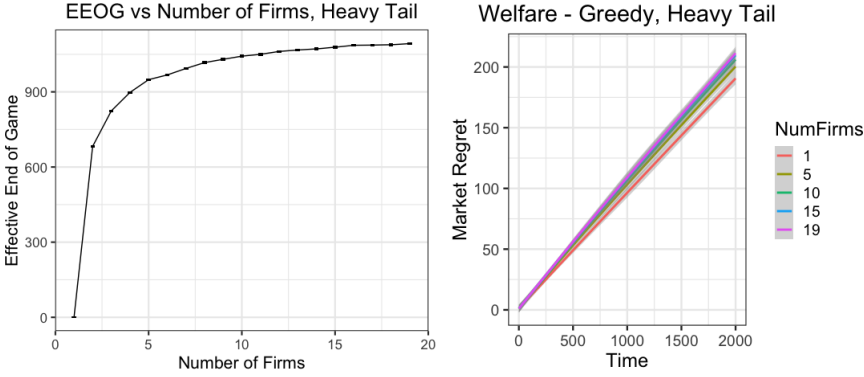 EEOG vs Number of Firms, Heavy Tail
Effective End of Game
900
600
300
0
0 5 10 15 20
Number of Firms
Welfare - Greedy, Heavy Tail
Market Regret
200
150
100
50
0
0 500 1000 1500 2000
Time
NumFirms
1
5
10
15
19